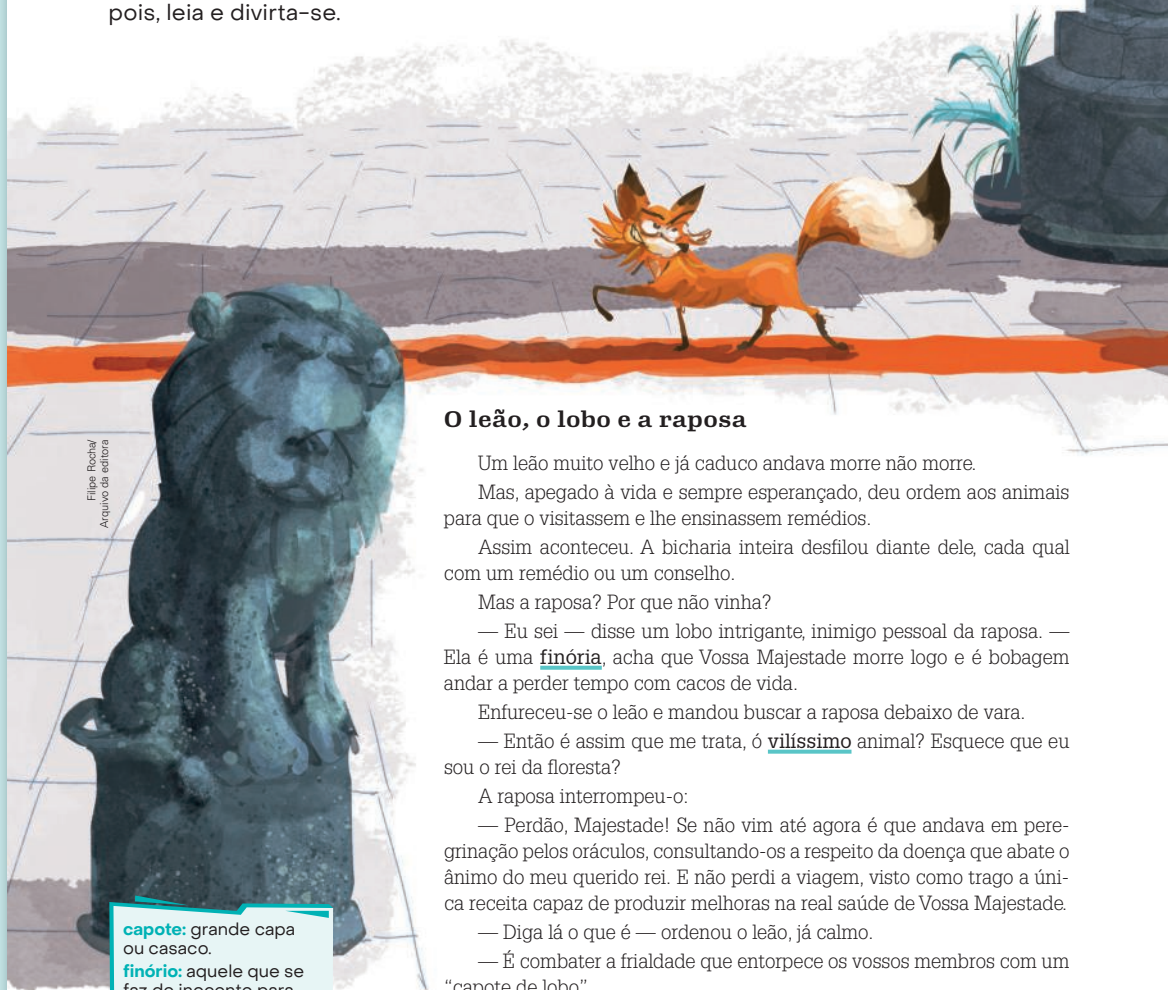 pois, leia e divirta-se.
Filipe Rocha/
Arquivo da editora
O leão, o lobo e a raposa
Um leão muito velho e já caduco andava morre não morre.
Mas, apegado à vida e sempre esperançado, deu ordem aos animais
para que o visitassem e lhe ensinassem remédios.
Assim aconteceu. A bicharia inteira desfilou diante dele, cada qual
com um remédio ou um conselho.
Mas a raposa? Por que não vinha?
— Eu sei — disse um lobo intrigante, inimigo pessoal da raposa. —
Ela é uma finória, acha que Vossa Majestade morre logo e é bobagem
andar a perder tempo com cacos de vida.
Enfureceu-se o leão e mandou buscar a raposa debaixo de vara.
— Então é assim que me trata, ó vilíssimo animal? Esquece que eu
sou o rei da floresta?
A raposa interrompeu-o:
— Perdão, Majestade! Se não vim até agora é que andava em pere-
grinação pelos oráculos, consultando-os a respeito da doença que abate o
ânimo do meu querido rei. E não perdi a viagem, visto como trago a úni-
ca receita capaz de produzir melhoras na real saúde de Vossa Majestade.
— Diga lá o que é — ordenou o leão, já calmo.
— É combater a frialdade que entorpece os vossos membros com um
“capote de lobo”
capote: grande capa
ou casaco.
finório: aquele que se
faz de inocente para